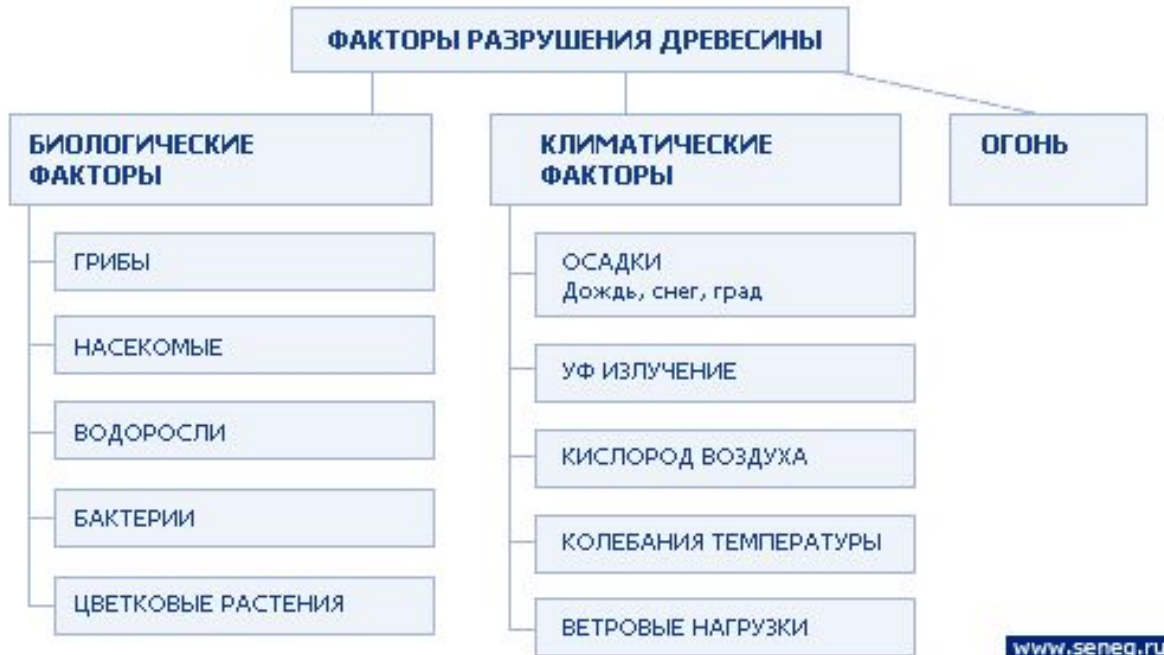 ФАКТОРЫ РАЗРУШЕНИЯ ДРЕВЕСИНЫ
БИОЛОГИЧЕСКИЕ
ФАКТОРЫ
ГРИБЫ
НАСЕКОМЫЕ
ВОДОРОСЛИ
БАКТЕРИИ
ЦВЕТКОВЫЕ РАСТЕНИЯ
КЛИМАТИЧЕСКИЕ
ФАКТОРЫ
ОСАДКИ
Дождь, снег, град
УФ ИЗЛУЧЕНИЕ
КИСЛОРОД ВОЗДУХА
КОЛЕБАНИЯ ТЕМПЕРАТУРЫ
ВЕТРОВЫЕ НАГРУЗКИ
ОГОНЬ
www.seneg.ru